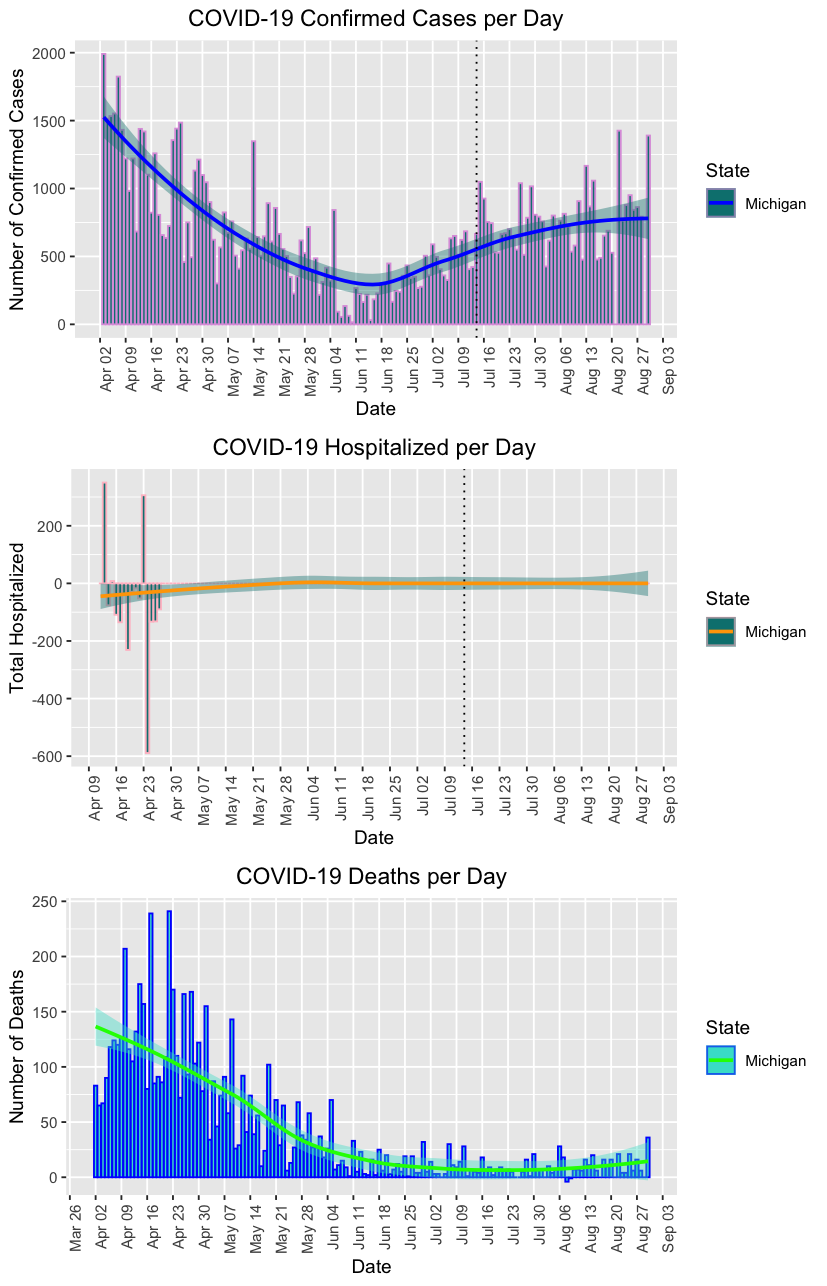 COVID-19 Confirmed Cases per Day
Number of Confirmed Cases
2000
1500
1000
500
0
Apr 02
Apr 09
Apr 16
Apr 23
Apr 30
May 07
May 14
May 21
May 28
Jun 04
Jun 11
Jun 18
Jun 25
Jul 02
Jul 09
Jul 16
Jul 23
Jul 30
Aug 06
Aug 13
Aug 20
Aug 27
Sep 03
Date
State
Michigan
COVID-19 Hospitalized per Day
Total Hospitalized
200
0
-200
-400
-600
Apr 09
Apr 16
Apr 23
Apr 30
May 07
May 14
May 21
May 28
Jun 04
Jun 11
Jun 18
Jun 25
Jul 02
Jul 09
Jul 16
Jul 23
Jul 30
Aug 06
Aug 13
Aug 20
Aug 27
Sep 03
Date
State
Michigan
COVID-19 Deaths per Day
Number of Deaths
250
200
150
100
50
0
Mar 26
Apr 02
Apr 09
Apr 16
Apr 23
Apr 30
May 07
May 14
May 21
May 28
Jun 04
Jun 11
Jun 18
Jun 25
Jul 02
Jul 09
Jul 16
Jul 23
Jul 30
Aug 06
Aug 13
Aug 20
Aug 27
Sep 03
Date
State
Michigan